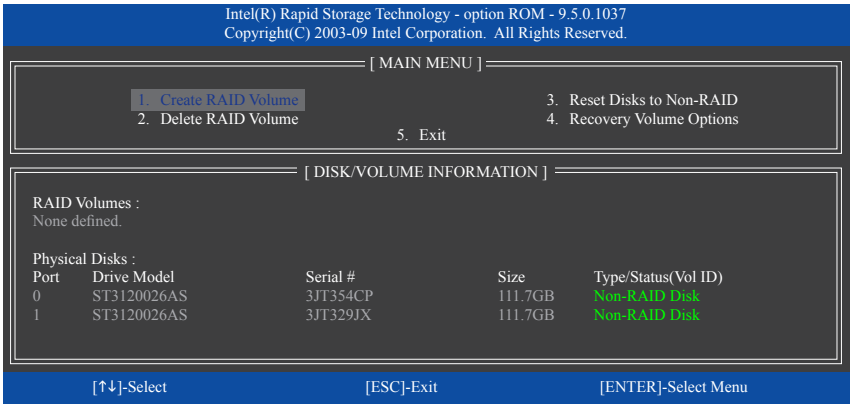 Intel(R) Rapid Storage Technology - option ROM - 9.5.0.1037
Copyright(C) 2003-09 Intel Corporation. All Rights Reserved.
[ MAIN MENU ]
1. Create RAID Volume 3. Reset Disks to Non-RAID
2. Delete RAID Volume 4. Recovery Volume Options
5. Exit
[ DISK/VOLUME INFORMATION ]
RAID Volumes :
None defined.
Physical Disks :
Port Drive Model Serial # Size Type/Status(Vol ID)
0 ST3120026AS 3JT354CP 111.7GB Non-RAID Disk
1 ST3120026AS 3JT329JX 111.7GB Non-RAID Disk
[↑↓]-Select [ESC]-Exit [ENTER]-Select Menu